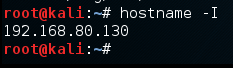 root@kali:~# hostname -I
192.168.80.130
root@kali:~#